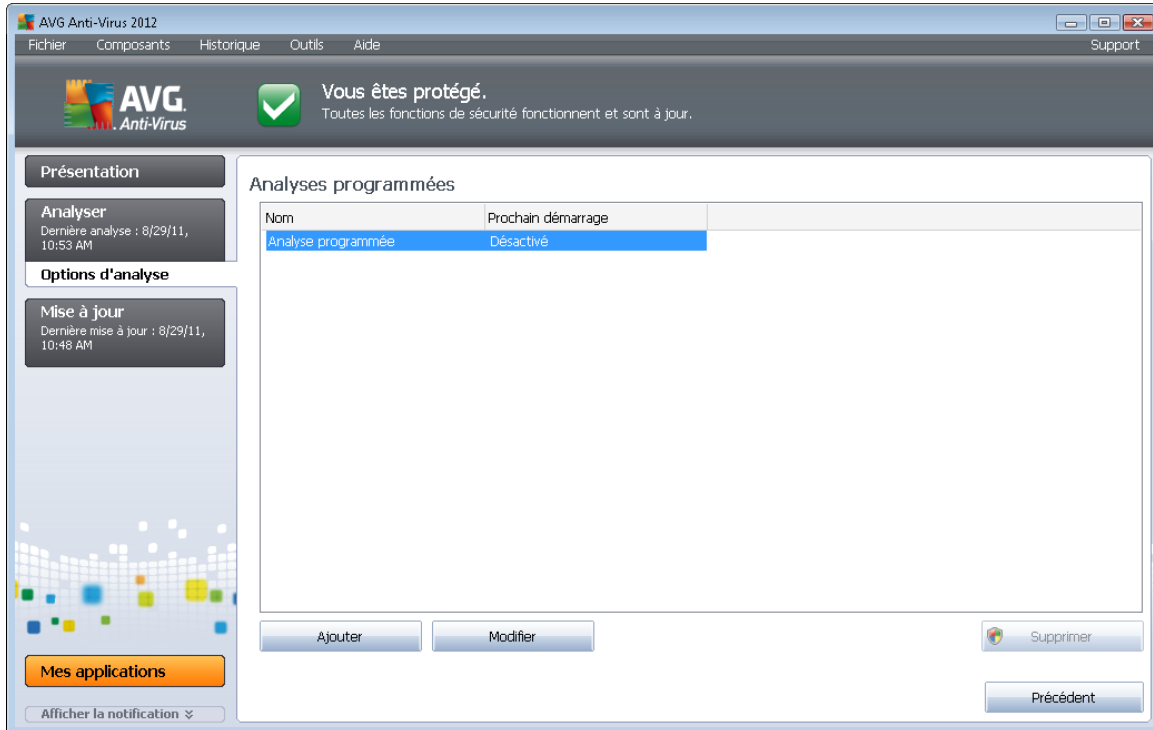 AVG Anti-Virus 2012
Fichier Composants Historique Outils Aide Support
AVG.
Anti-Virus
Vous êtes protégé.
Toutes les fonctions de sécurité fonctionnent et sont à jour.
Présentation
Analyser
Dernière analyse : 8/29/11,
10:53 AM
Options d'analyse
Mise à jour
Dernière mise à jour : 8/29/11,
10:48 AM
Mes applications
Afficher la notification
Analyses programmées
Nom Prochain démarrage
Analyse programmée Désactivé
Ajouter Modifier Supprimer
Précédent